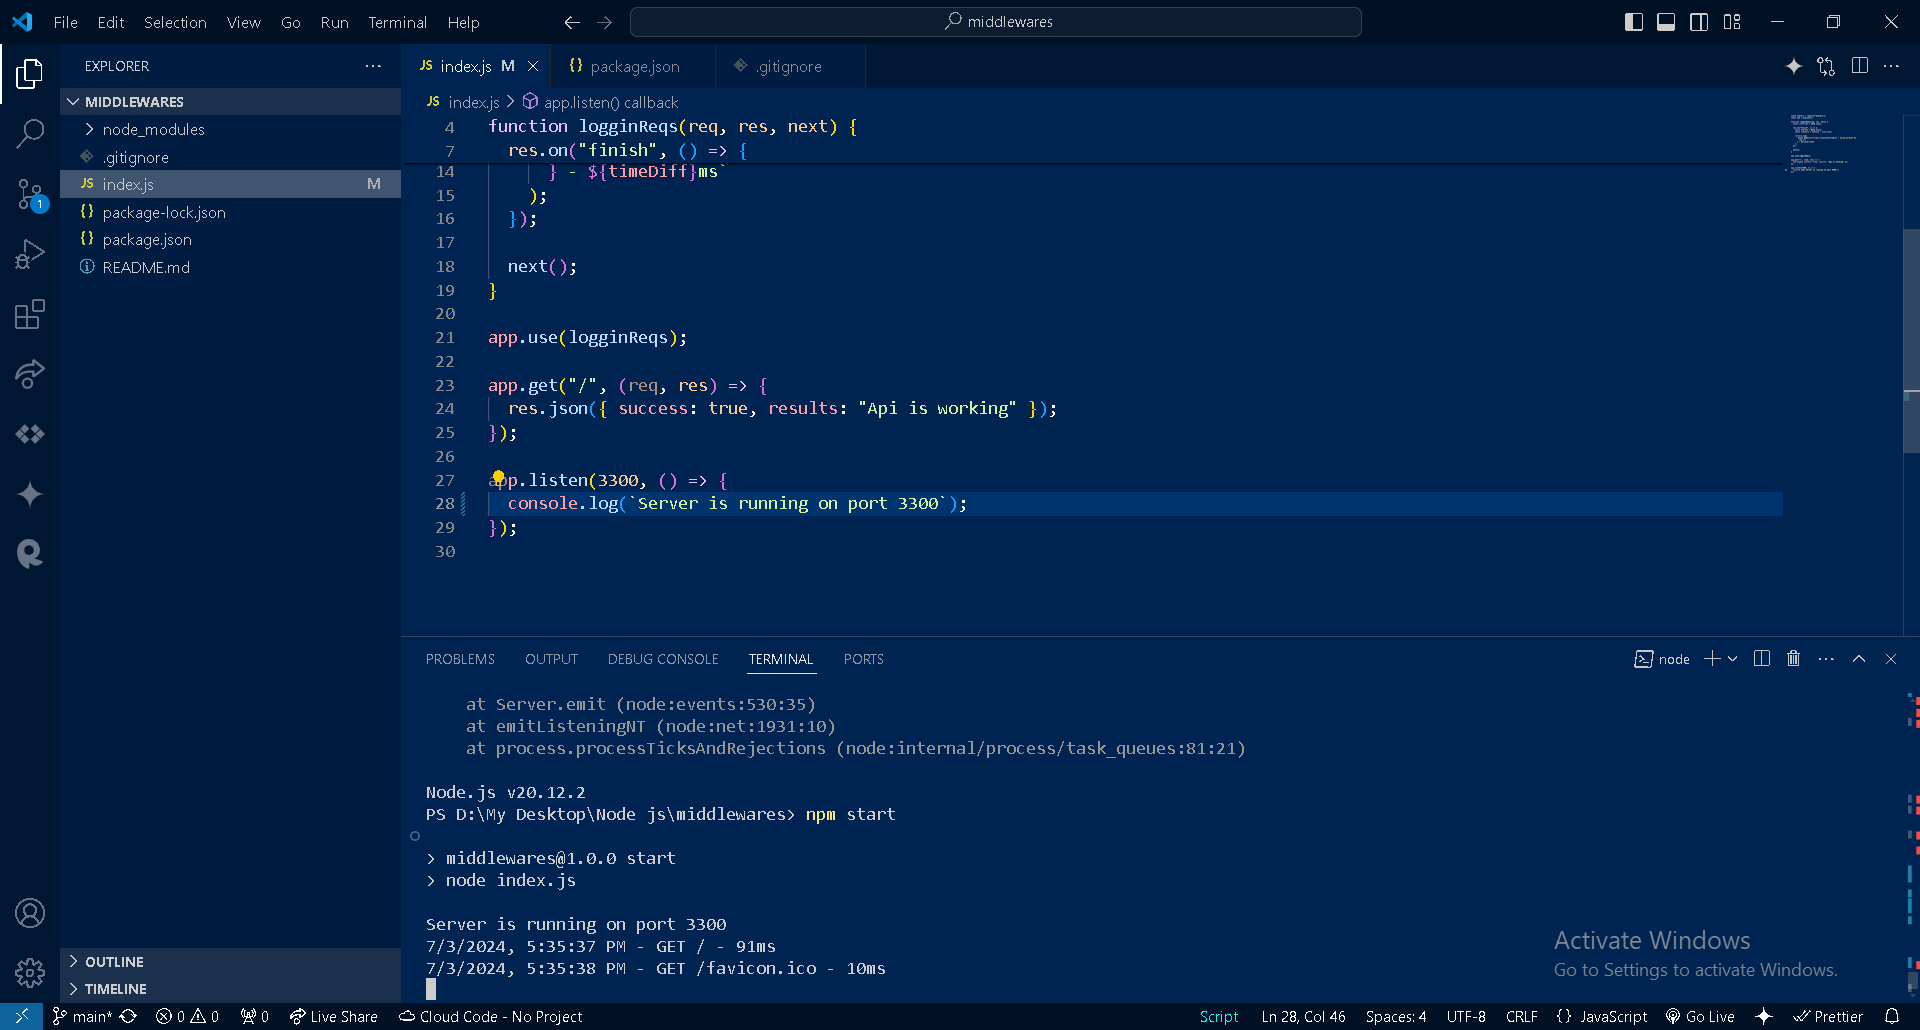 File Edit Selection View Go Run Terminal Help
middlewares
EXPLORER
MIDDLEWARES
node_modules
.gitignore
JS index.js M
{} package-lock.json
{} package.json
README.md
1
OUTLINE
TIMELINE
JS index.js M
{} package.json
.gitignore
JS index.js > app.listen() callback
4 function logginReqs(req, res, next) {
7 res.on("finish", () => {
14 } - ${timeDiff}ms`
15 );
16 });
17
18 next();
19 }
20
21 app.use(logginReqs);
22
23 app.get("/", (req, res) => {
24 res.json({ success: true, results: "Api is working" });
25 });
26
27 app.listen(3300, () => {
28 console.log(`Server is running on port 3300`);
29 });
30
PROBLEMS OUTPUT DEBUG CONSOLE TERMINAL PORTS
node
at Server.emit (node:events:530:35)
at emitListeningNT (node:net:1931:10)
at process.processTicksAndRejections (node:internal/process/task_queues:81:21)
Node.js v20.12.2
PS D:\My Desktop\Node js\middlewares> npm start
> middlewares@1.0.0 start
> node index.js
Server is running on port 3300
7/3/2024, 5:35:37 PM - GET / - 91ms
7/3/2024, 5:35:38 PM - GET /favicon.ico - 10ms
Activate Windows
Go to Settings to activate Windows.
main* 0 0 0 Live Share Cloud Code - No Project
Script Ln 28, Col 46 Spaces: 4 UTF-8 CRLF {} JavaScript Go Live Prettier